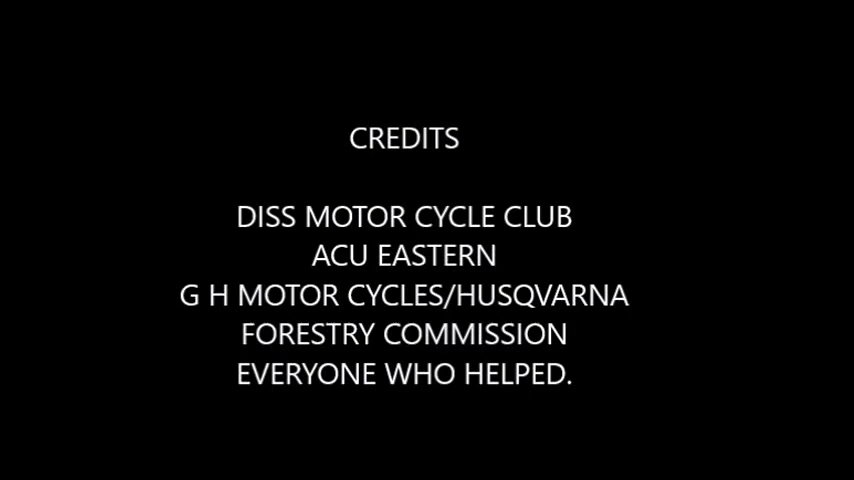 CREDITS
DISS MOTOR CYCLE CLUB
ACU EASTERN
G H MOTOR CYCLES/HUSQVARNA
FORESTRY COMMISSION
EVERYONE WHO HELPED.